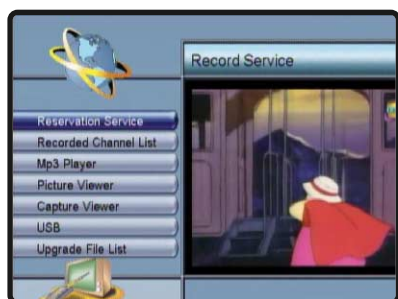 Record Service
Reservation Service
Recorded Channel List
Mp3 Player
Picture Viewer
Capture Viewer
USB
Upgrade File List